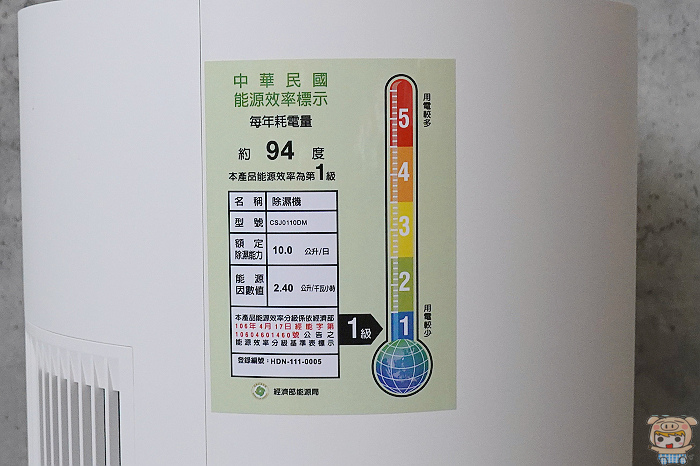 中華民國
能源效率標示
每年耗電量
約 94 度
本產品能源效率為第1級
名稱 除濕機
型號 CSJ0110DM
額定除濕能力 10.0 公升/日
能源因數值 2.40 公升/千瓦小時
本產品能源效率分級係依經濟部
106年4月17日經能字第
10604601460號公告之
能源效率分級基準表標示
登錄編號：HDN-111-0005
經濟部能源局
用電較多
5
4
3
2
1
用電較少
1級